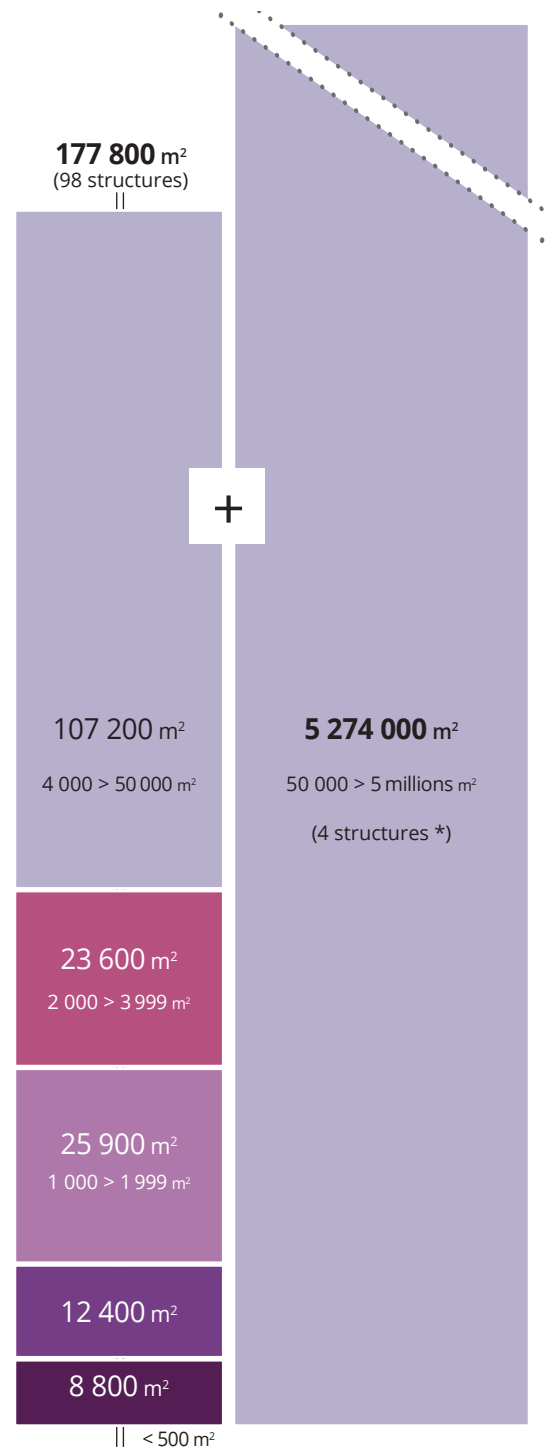 177 800 m²
(98 structures)
+
107 200 m²
4 000 > 50 000 m²
5 274 000 m²
50 000 > 5 millions m²
(4 structures *)
23 600 m²
2 000 > 3 999 m²
25 900 m²
1 000 > 1 999 m²
12 400 m²
8 800 m²
< 500 m²